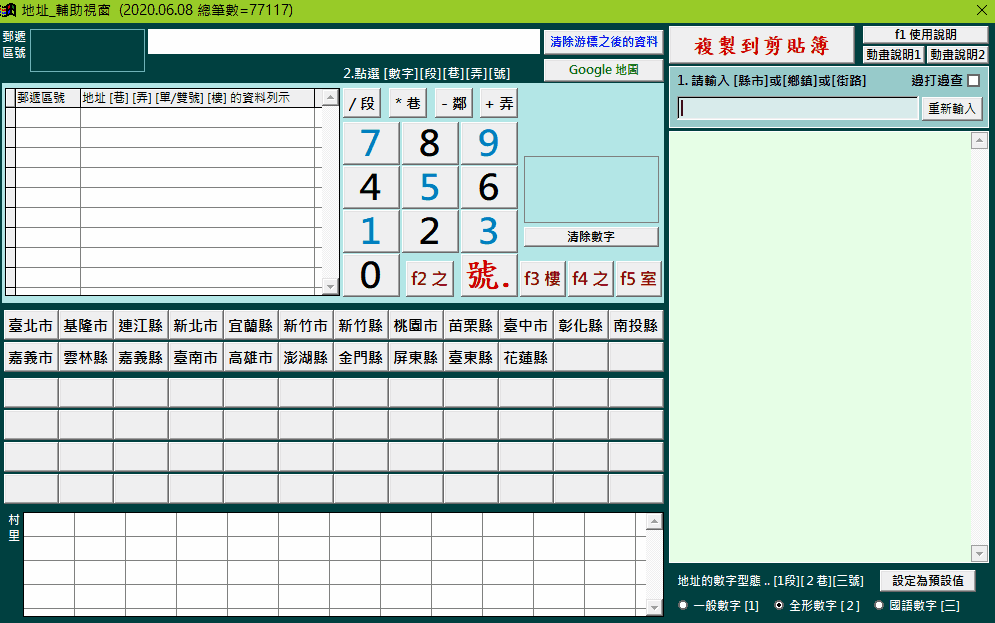 地址_輔助視窗 (2020.06.08 總筆數=77117)
郵遞
區號
清除游標之後的資料
2.點選 [數字][段][巷][弄][號]
Google 地圖
郵遞區號 地址 [巷] [弄] [單/雙號] [樓] 的資料列示
/ 段 * 巷 - 鄰 + 弄
7 8 9
4 5 6
1 2 3
清除數字
0 f2 之 號. f3 樓 f4 之 f5 室
臺北市 基隆市 連江縣 新北市 宜蘭縣 新竹市 新竹縣 桃園市 苗栗縣 臺中市 彰化縣 南投縣
嘉義市 雲林縣 嘉義縣 臺南市 高雄市 澎湖縣 金門縣 屏東縣 臺東縣 花蓮縣
村
里
複製到剪貼簿
f1 使用說明
動畫說明1 動畫說明2
1. 請輸入 [縣市]或[鄉鎮]或[街路] 邊打邊查
重新輸入
地址的數字型態 .. [1段][２巷][三號] 設定為預設值
一般數字 [1] 全形數字 [２] 國語數字 [三]